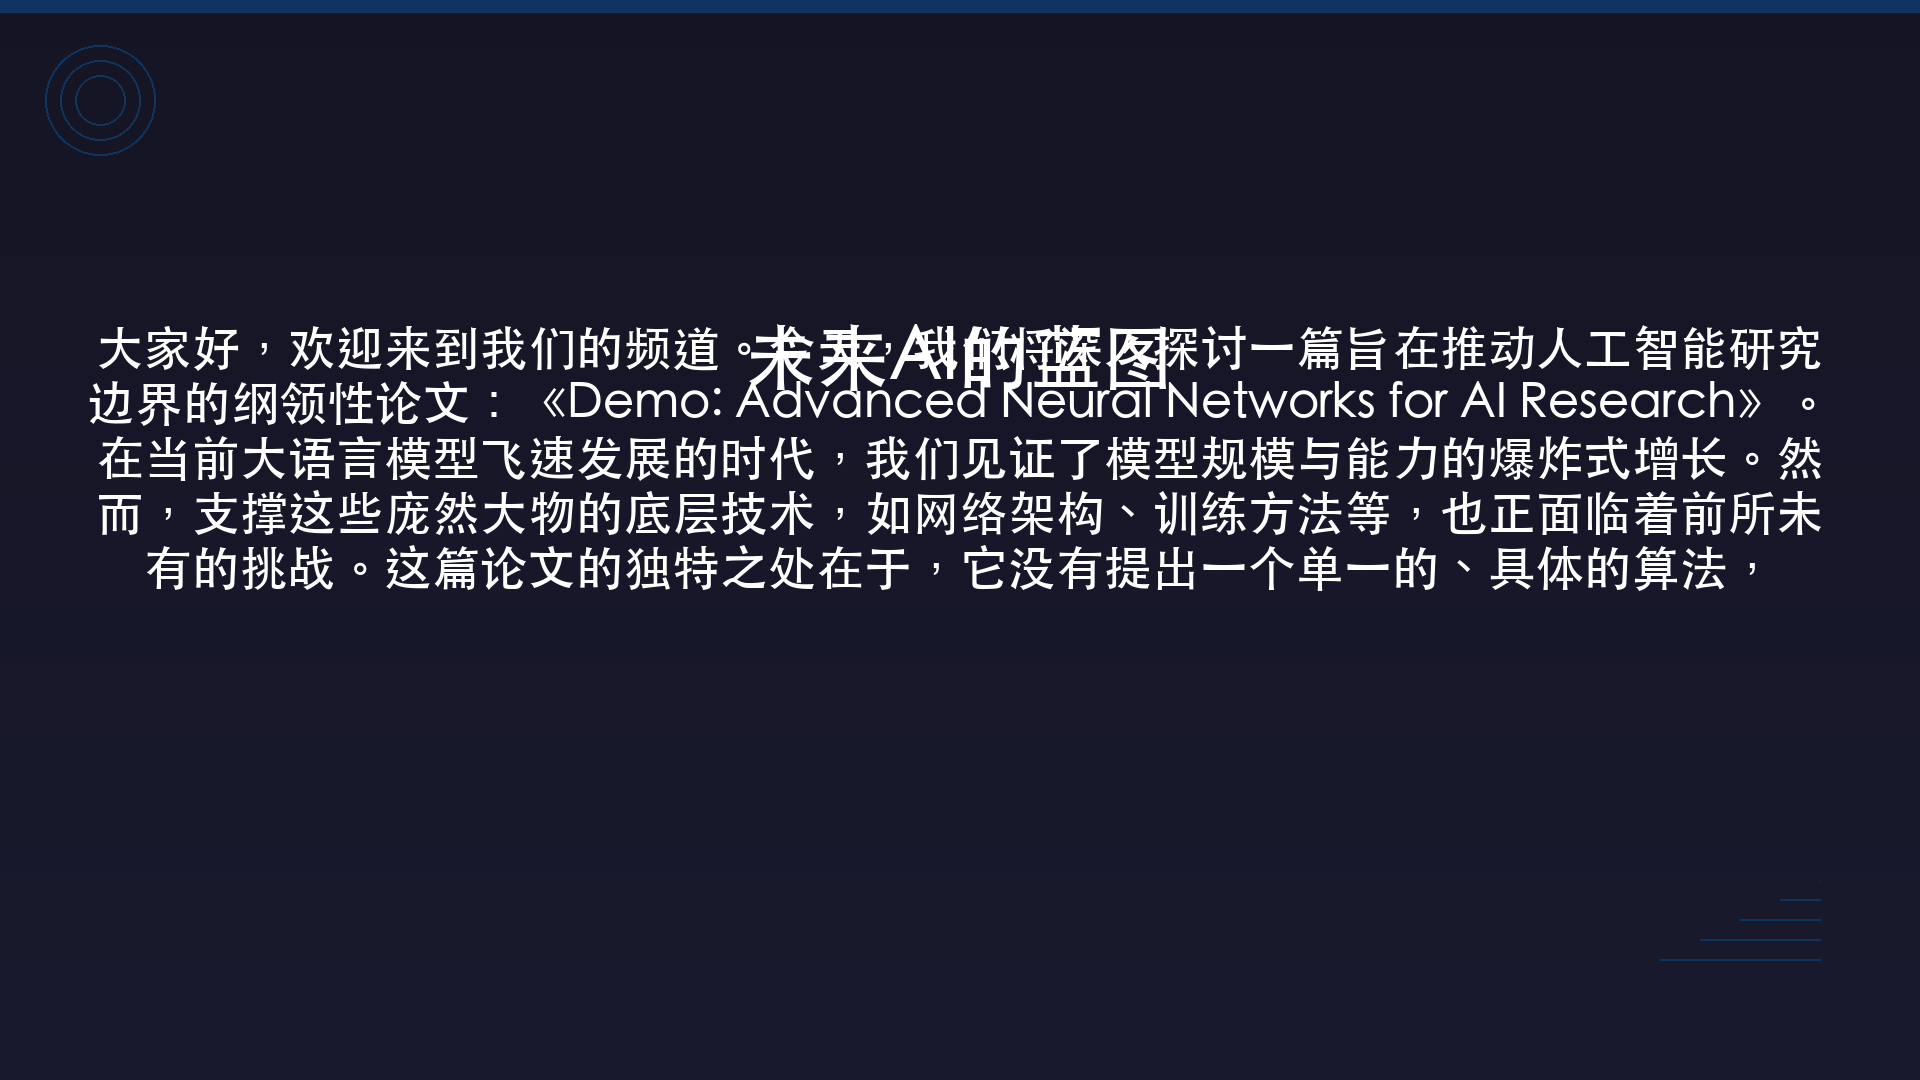 未来AI的蓝图
大家好，欢迎来到我们的频道。今天，我们将深入探讨一篇旨在推动人工智能研究
边界的纲领性论文：《Demo: Advanced Neural Networks for AI Research》。
在当前大语言模型飞速发展的时代，我们见证了模型规模与能力的爆炸式增长。然
而，支撑这些庞然大物的底层技术，如网络架构、训练方法等，也正面临着前所未
有的挑战。这篇论文的独特之处在于，它没有提出一个单一的、具体的算法，